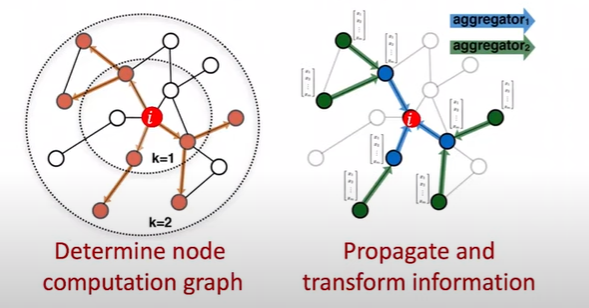 aggregator₁
aggregator₂
i
i
k=1
k=2
Determine node
computation graph
Propagate and
transform information